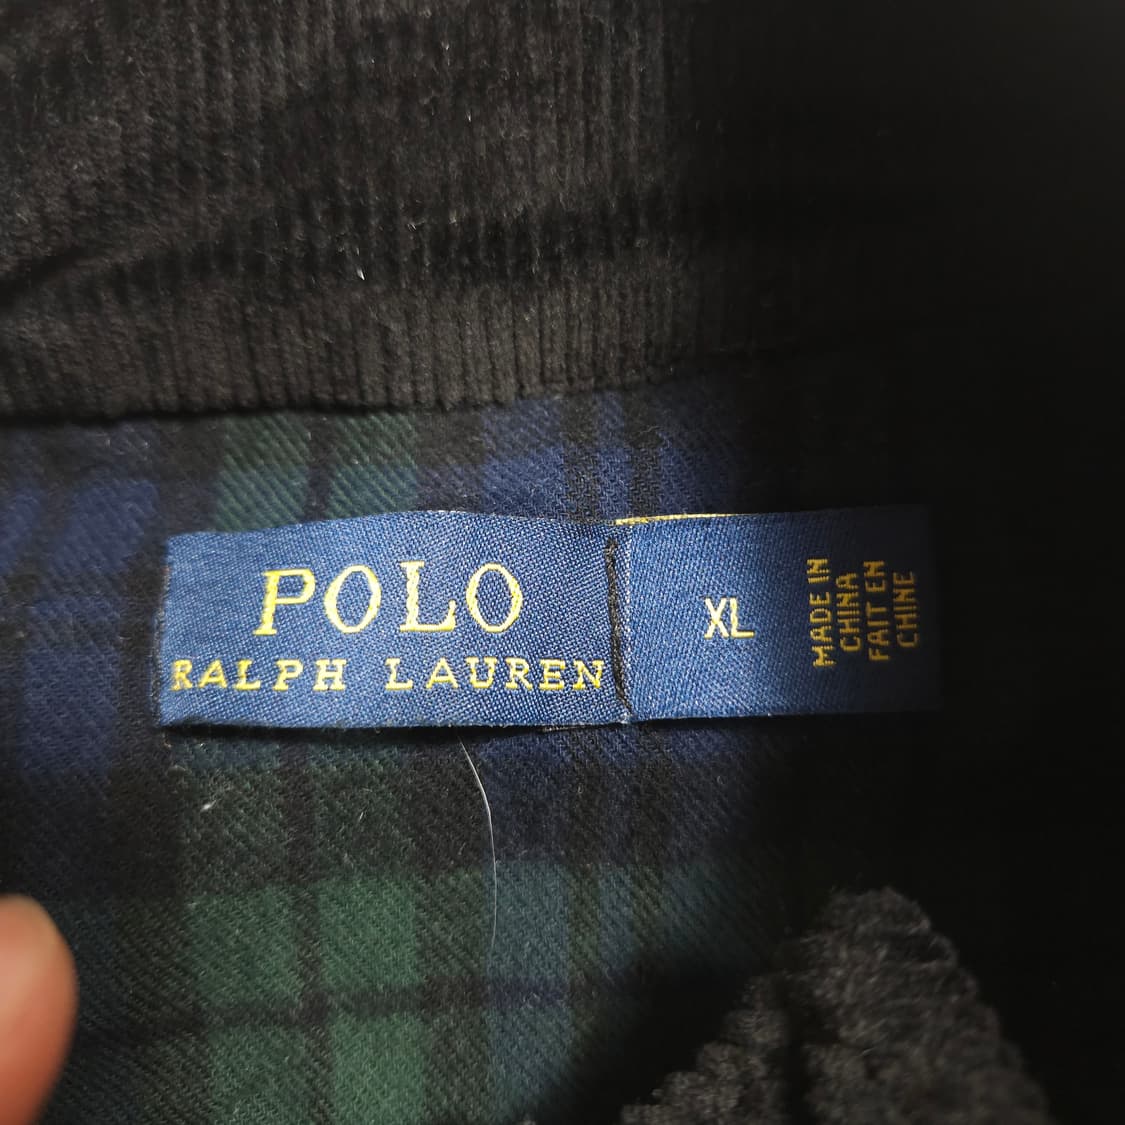 POLO
RALPH LAUREN
XL
MADE IN
CHINA
FAIT EN
CHINE